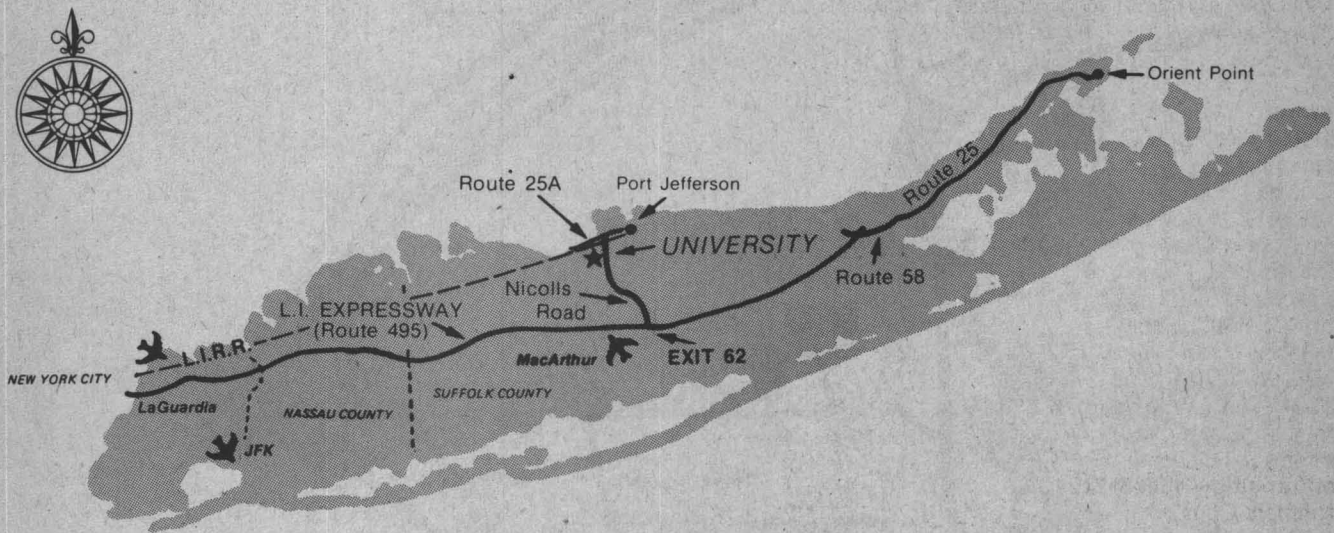 Orient Point
Route 25
Route 25A
Port Jefferson
UNIVERSITY
Route 58
Nicolls
Road
L.I. EXPRESSWAY
(Route 495)
L.I.R.R.
MacArthur
EXIT 62
NEW YORK CITY
LaGuardia
NASSAU COUNTY
SUFFOLK COUNTY
JFK